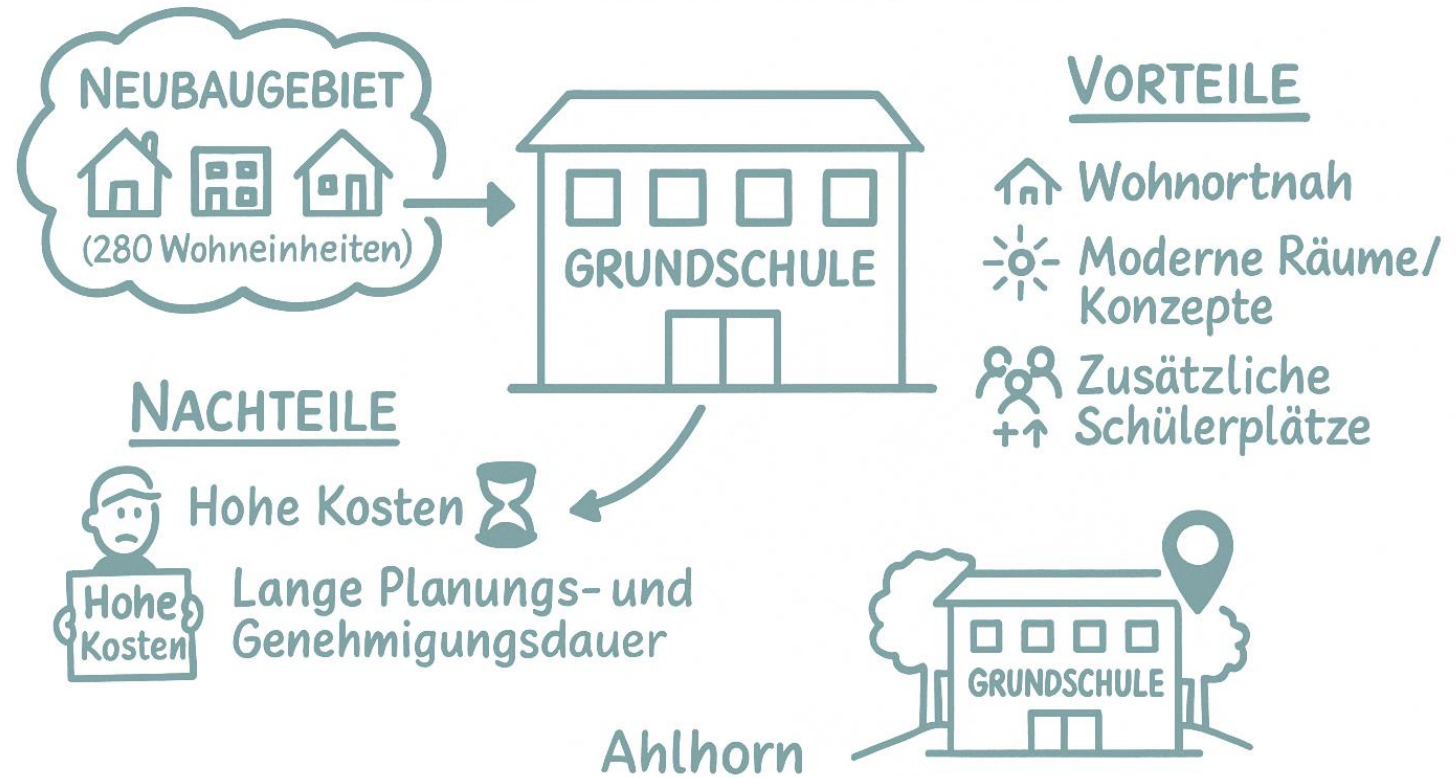 NEUBAUGEBIET
(280 Wohneinheiten)
GRUNDSCHULE
VORTEILE
Wohnortnah
Moderne Räume/
Konzepte
Zusätzliche
Schülerplätze
NACHTEILE
Hohe Kosten
Hohe
Kosten
Lange Planungs- und
Genehmigungsdauer
GRUNDSCHULE
Ahlhorn